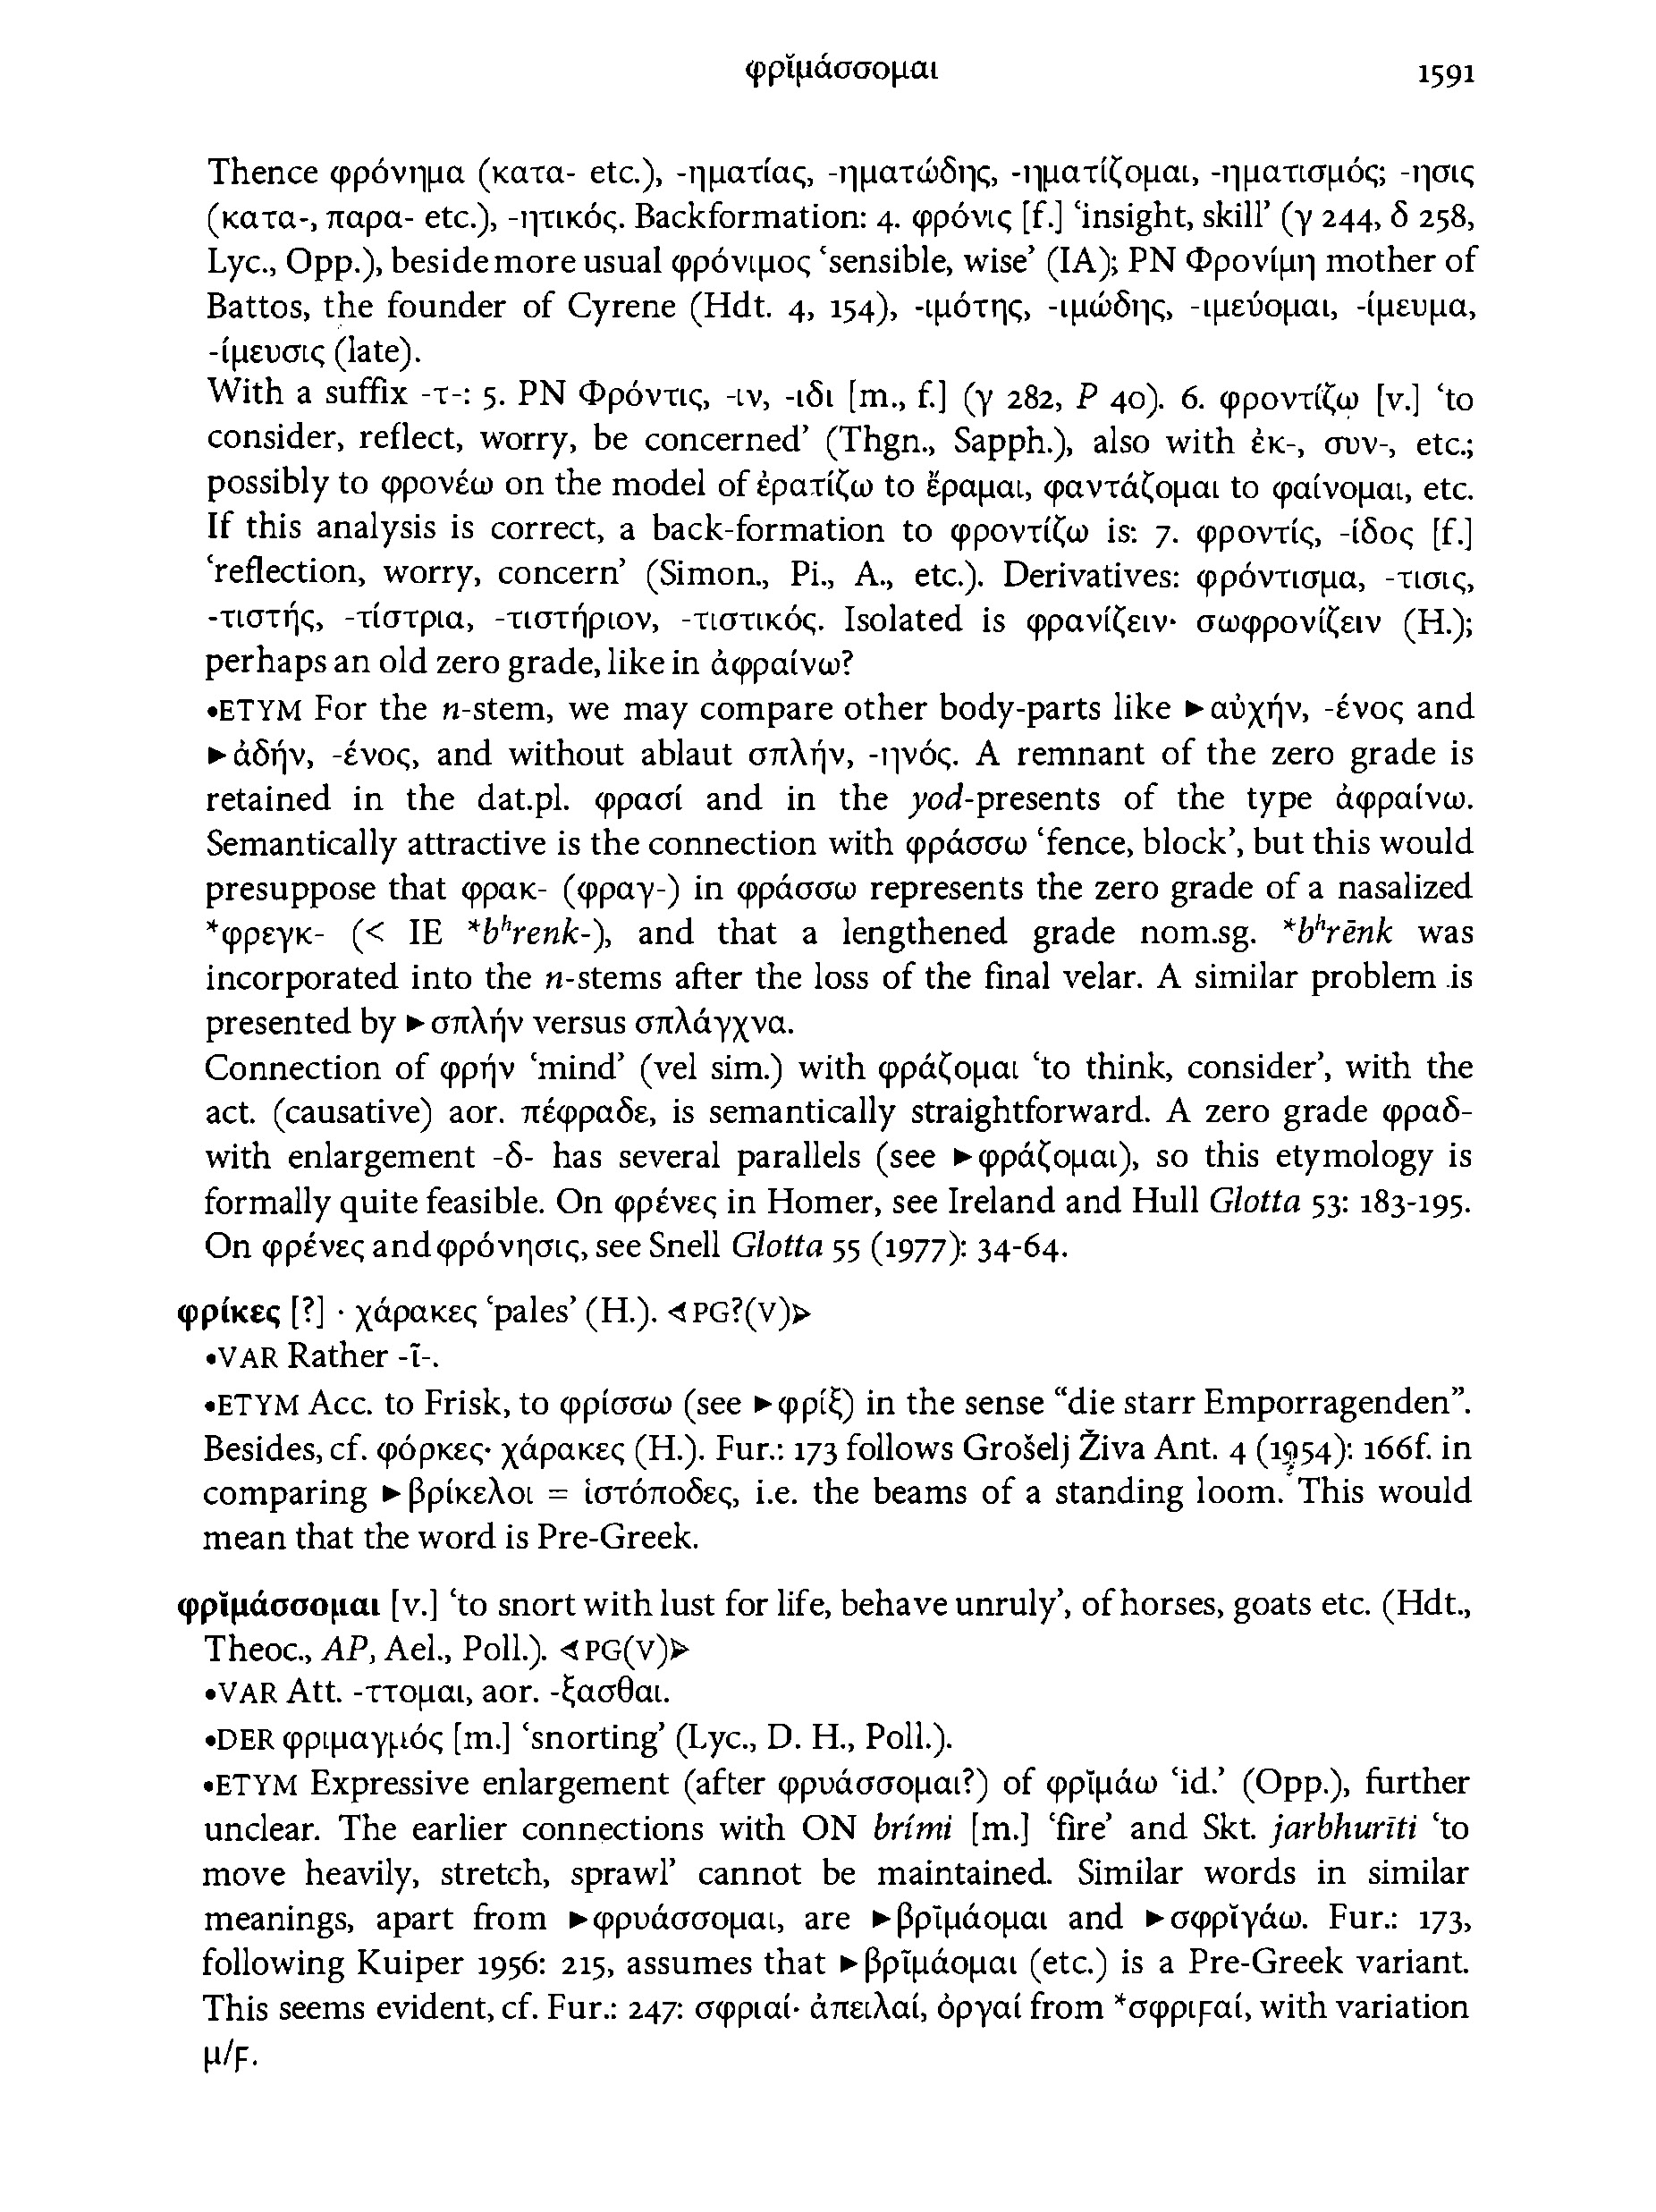 φρῐμάσσομαι 1591
Thence φρόνημα (κατα- etc.), -ηματίας, -ηματώδης, -ηματίζομαι, -ηματισμός; -ησις
(κατα-, παρα- etc.), -ητικός. Backformation: 4. φρόνις [f.] ‘insight, skill’ (γ 244, δ 258,
Lyc., Opp.), beside more usual φρόνιμος ‘sensible, wise’ (IA); PN Φρονίμη mother of
Battos, the founder of Cyrene (Hdt. 4, 154), -ιμότης, -ιμώδης, -ιμεύομαι, -ίμευμα,
-ίμευσις (late).
With a suffix -τ-: 5. PN Φρόντις, -ιν, -ιδι [m., f.] (γ 282, P 40). 6. φροντίζω [v.] ‘to
consider, reflect, worry, be concerned’ (Thgn., Sapph.), also with ἐκ-, συν-, etc.;
possibly to φρονέω on the model of ἐρατίζω to ἔραμαι, φαντάζομαι to φαίνομαι, etc.
If this analysis is correct, a back-formation to φροντίζω is: 7. φροντίς, -ίδος [f.]
‘reflection, worry, concern’ (Simon., Pi., A., etc.). Derivatives: φρόντισμα, -τισις,
-τιστής, -τίστρια, -τιστήριον, -τιστικός. Isolated is φρανίζειν· σωφρονίζειν (H.);
perhaps an old zero grade, like in ἀφραίνω?
•ETYM For the n-stem, we may compare other body-parts like ►αὐχήν, -ένος and
►ἀδήν, -ένος, and without ablaut σπλήν, -ηνός. A remnant of the zero grade is
retained in the dat.pl. φρασί and in the yod-presents of the type ἀφραίνω.
Semantically attractive is the connection with φράσσω ‘fence, block’, but this would
presuppose that φρακ- (φραγ-) in φράσσω represents the zero grade of a nasalized
*φρεγκ- (< IE *bʰrenk-), and that a lengthened grade nom.sg. *bʰrēnk was
incorporated into the n-stems after the loss of the final velar. A similar problem is
presented by ►σπλήν versus σπλάγχνα.
Connection of φρήν ‘mind’ (vel sim.) with φράζομαι ‘to think, consider’, with the
act. (causative) aor. πέφραδε, is semantically straightforward. A zero grade φραδ-
with enlargement -δ- has several parallels (see ►φράζομαι), so this etymology is
formally quite feasible. On φρένες in Homer, see Ireland and Hull Glotta 53: 183-195.
On φρένες and φρόνησις, see Snell Glotta 55 (1977): 34-64.
φρίκες [?] · χάρακες ‘pales’ (H.). ⊲PG?(V)⊳
•VAR Rather -ῑ-.
•ETYM Acc. to Frisk, to φρίσσω (see ►φρίξ) in the sense “die starr Emporragenden”.
Besides, cf. φόρκες· χάρακες (H.). Fur.: 173 follows Grošelj Živa Ant. 4 (1954): 166f. in
comparing ►βρίκελοι = ἱστόποδες, i.e. the beams of a standing loom. This would
mean that the word is Pre-Greek.
φρῑμάσσομαι [v.] ‘to snort with lust for life, behave unruly’, of horses, goats etc. (Hdt.,
Theoc., AP, Ael., Poll.). ⊲PG(V)⊳
•VAR Att. -ττομαι, aor. -ξασθαι.
•DER φριμαγμός [m.] ‘snorting’ (Lyc., D. H., Poll.).
•ETYM Expressive enlargement (after φρυάσσομαι?) of φρῑμάω ‘id.’ (Opp.), further
unclear. The earlier connections with ON brími [m.] ‘fire’ and Skt. jarbhurīti ‘to
move heavily, stretch, sprawl’ cannot be maintained. Similar words in similar
meanings, apart from ►φρυάσσομαι, are ►βρῑμάομαι and ►σφρῐγάω. Fur.: 173,
following Kuiper 1956: 215, assumes that ►βρῑμάομαι (etc.) is a Pre-Greek variant.
This seems evident, cf. Fur.: 247: σφριαί· ἀπειλαί, ὀργαί from *σφριϝαί, with variation
μ/ϝ.